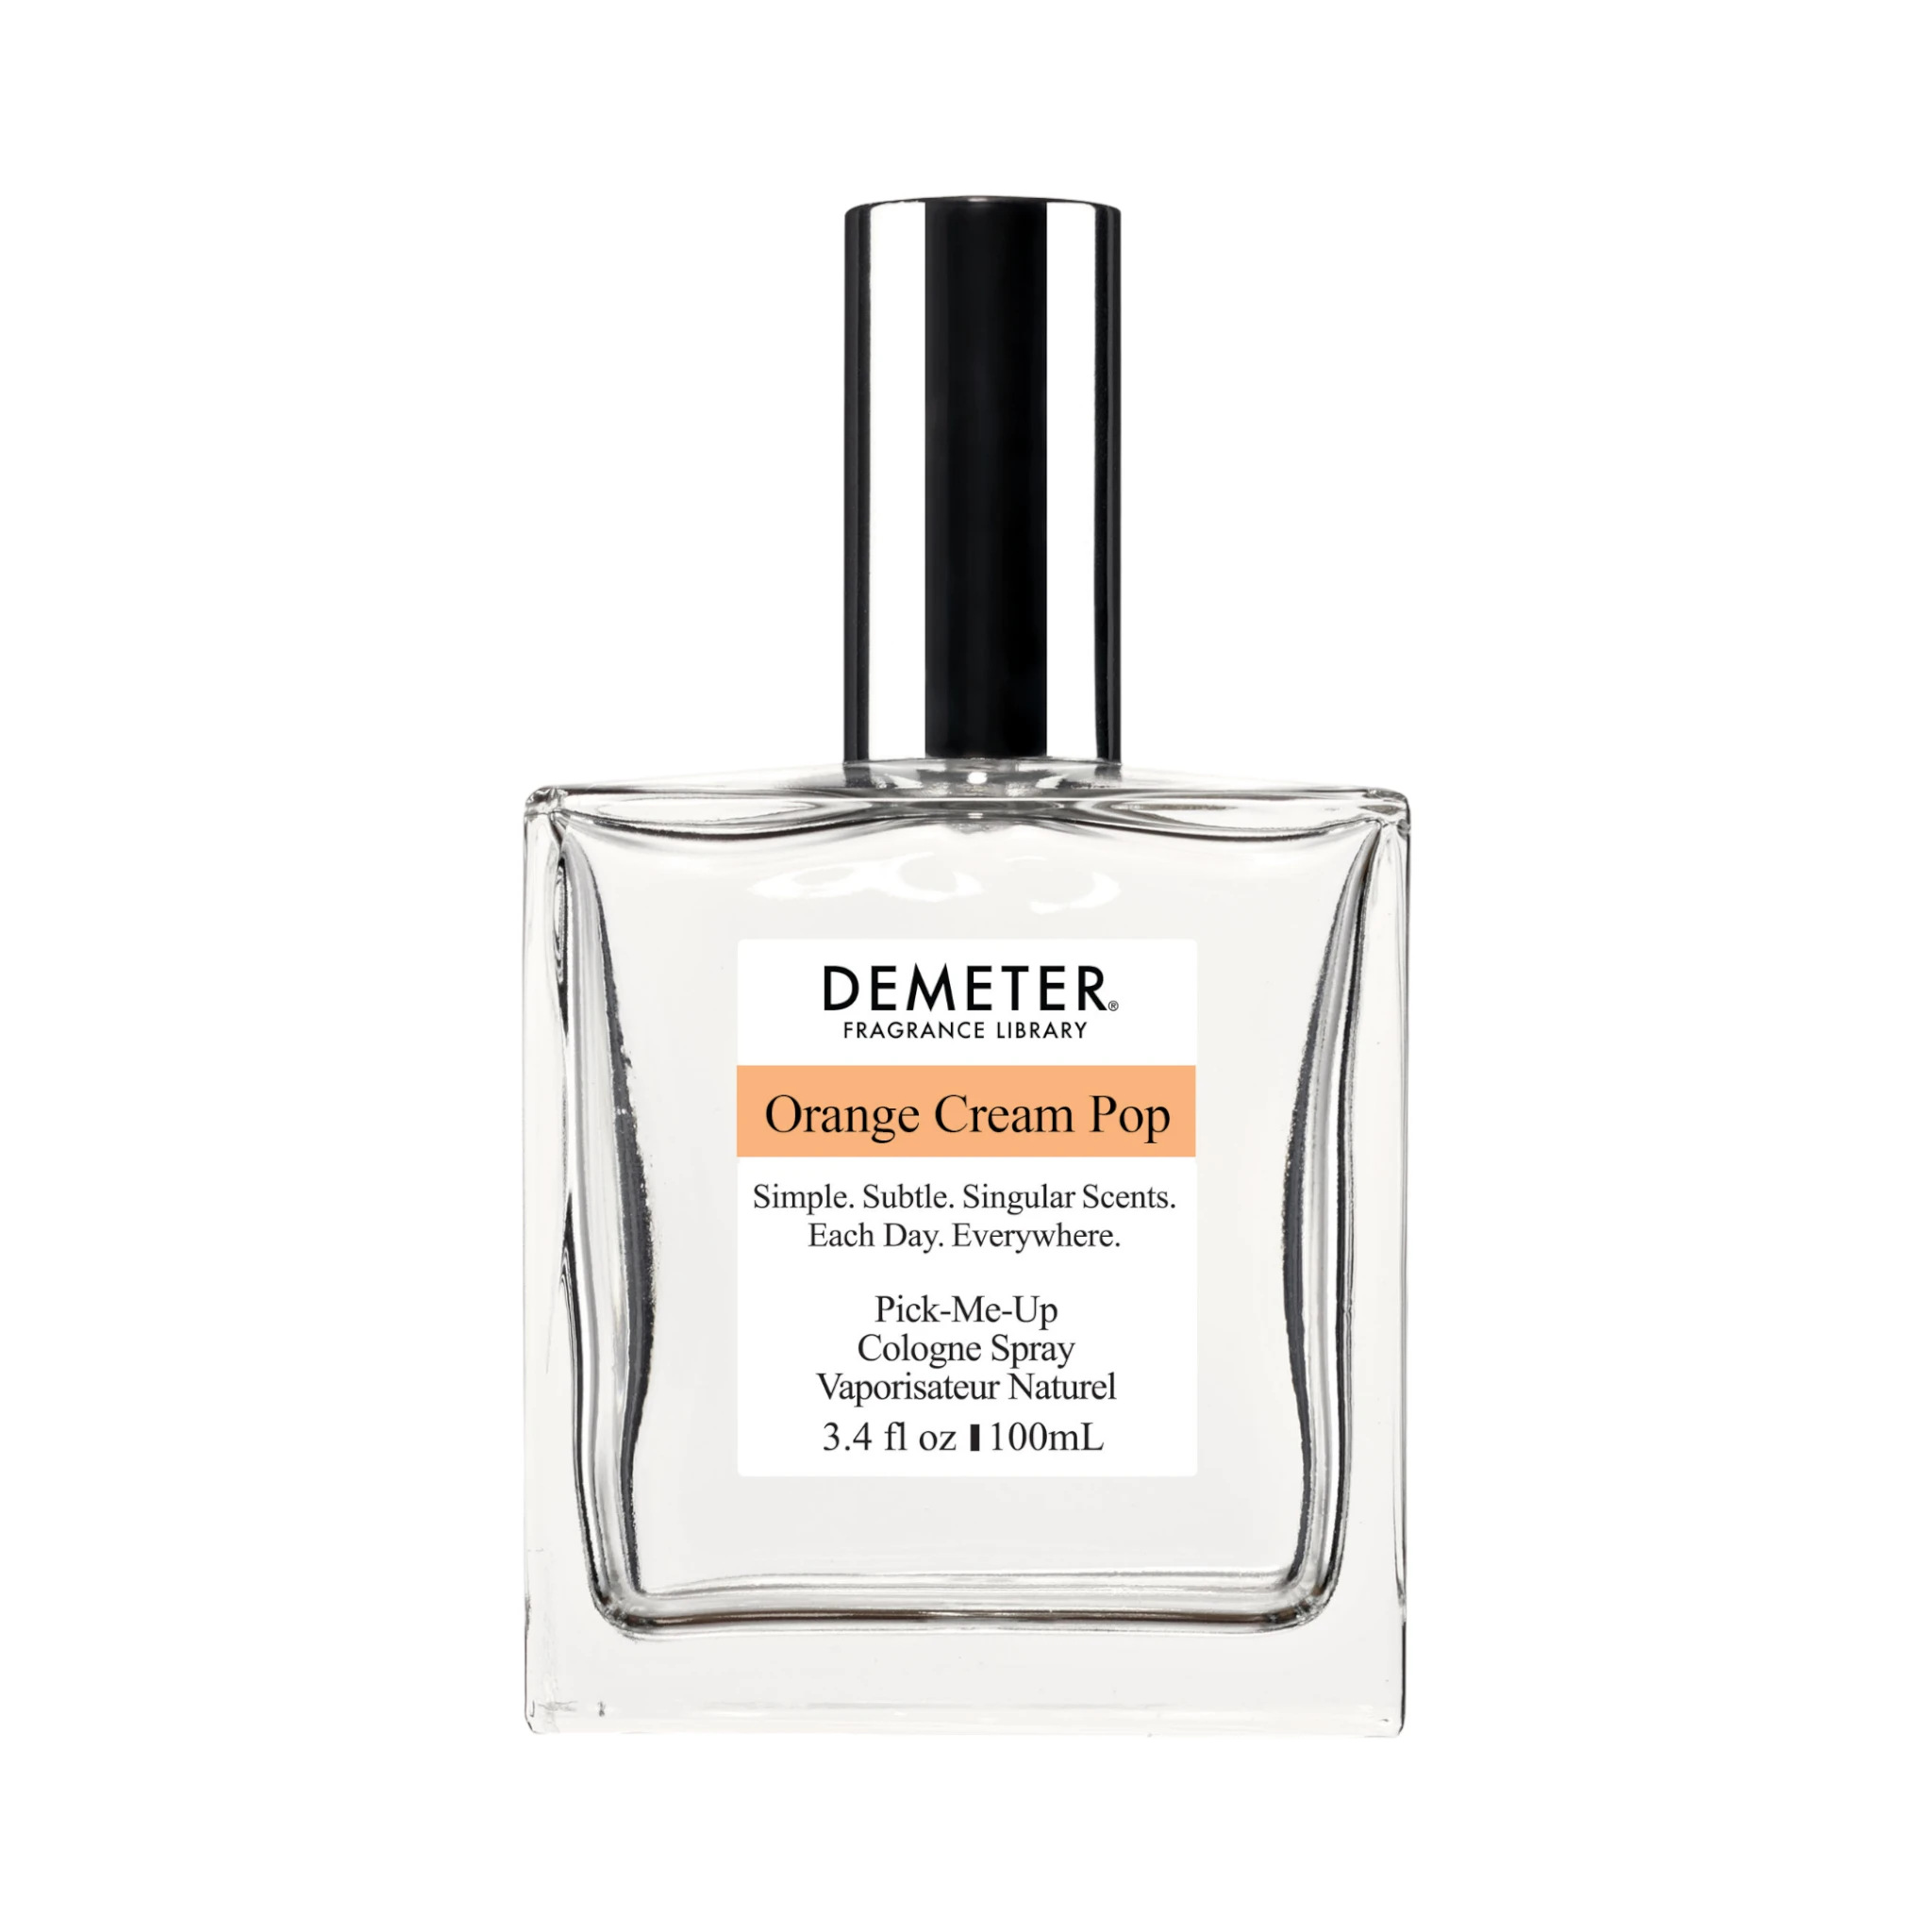 DEMETER®
FRAGRANCE LIBRARY
Orange Cream Pop
Simple. Subtle. Singular Scents.
Each Day. Everywhere.
Pick-Me-Up
Cologne Spray
Vaporisateur Naturel
3.4 fl oz ▮ 100mL